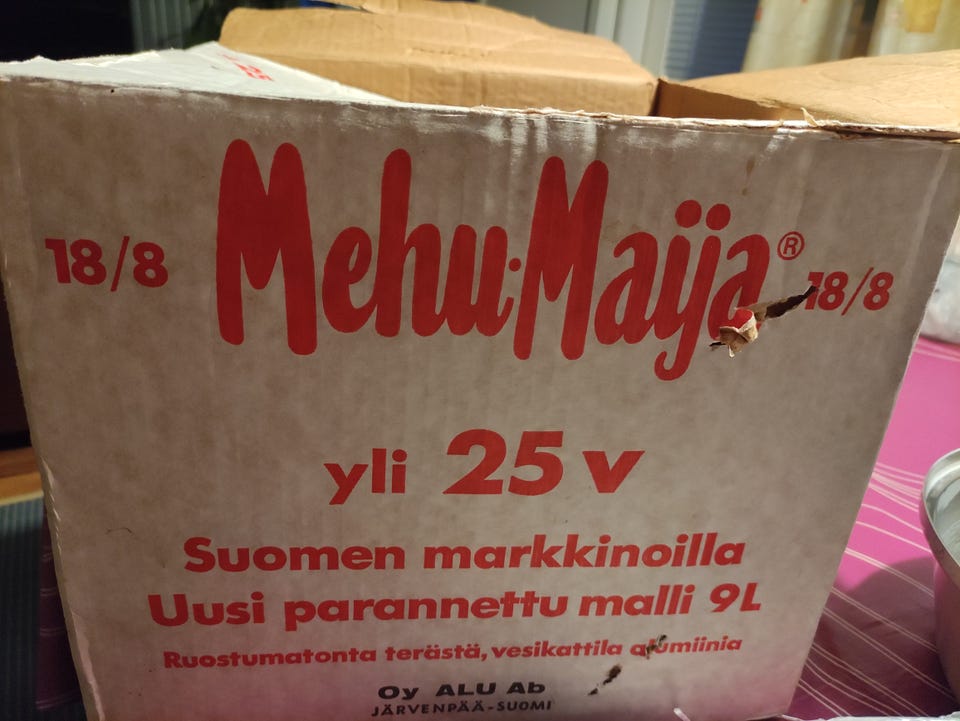 18/8 Mehu-Maija® 18/8
yli 25 v
Suomen markkinoilla
Uusi parannettu malli 9L
Ruostumatonta terästä, vesikattila alumiinia
Oy ALU Ab
JÄRVENPÄÄ-SUOMI